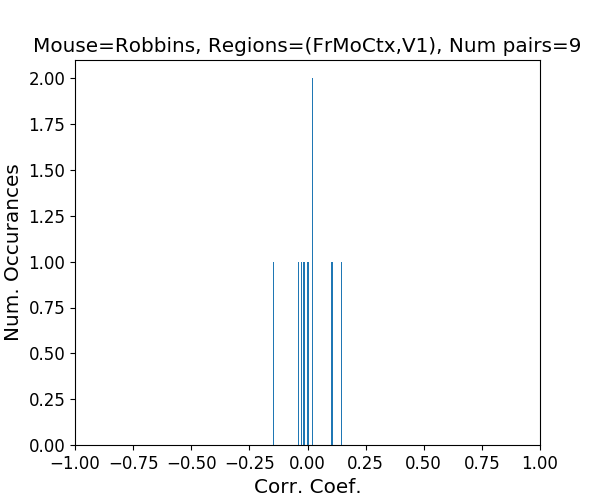 Mouse=Robbins, Regions=(FrMoCtx,V1), Num pairs=9
2.00
1.75
1.50
1.25
1.00
0.75
0.50
0.25
0.00
Num. Occurances
−1.00 −0.75 −0.50 −0.25 0.00 0.25 0.50 0.75 1.00
Corr. Coef.